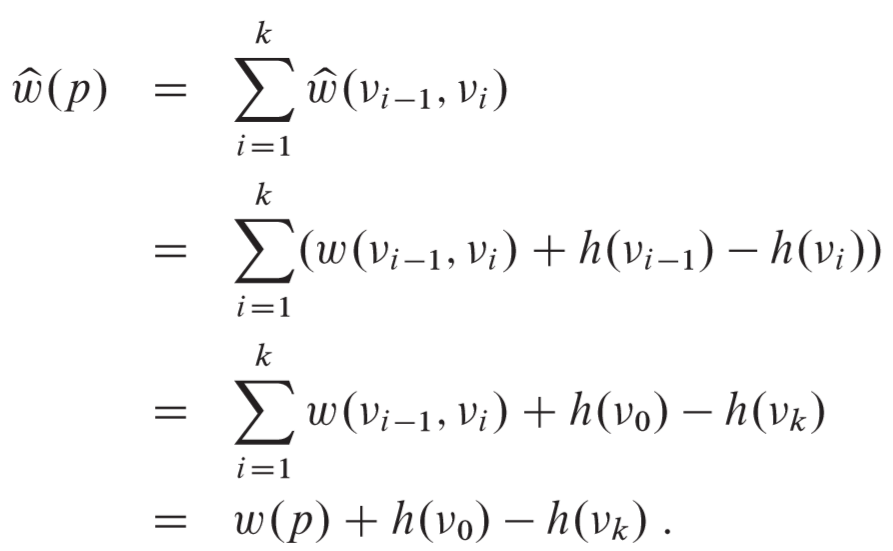 ŵ(p) = ∑_{i=1}^{k} ŵ(v_{i−1}, v_i)
= ∑_{i=1}^{k} (w(v_{i−1}, v_i) + h(v_{i−1}) − h(v_i))
= ∑_{i=1}^{k} w(v_{i−1}, v_i) + h(v_0) − h(v_k)
= w(p) + h(v_0) − h(v_k) .